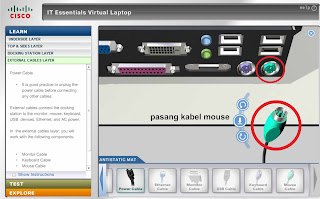 CISCO
IT Essentials Virtual Laptop
HELP
LEARN
UNDERSIDE LAYER
TOP & SIDES LAYER
DOCKING STATION LAYER
EXTERNAL CABLES LAYER
Power Cable
• It is good practice to unplug the
power cable before connecting
any other cables.
External cables connect the docking
station to the monitor, mouse, keyboard,
USB devices, Ethernet, and AC power.
In the external cables layer, you will
work with the following components:
• Monitor Cable
• Keyboard Cable
• Mouse Cable
Show Instructions
TEST
EXPLORE
pasang kabel mouse
ANTISTATIC MAT
Power Cable
Ethernet Cable
Monitor Cable
USB Cable
Keyboard Cable
Mouse Cable